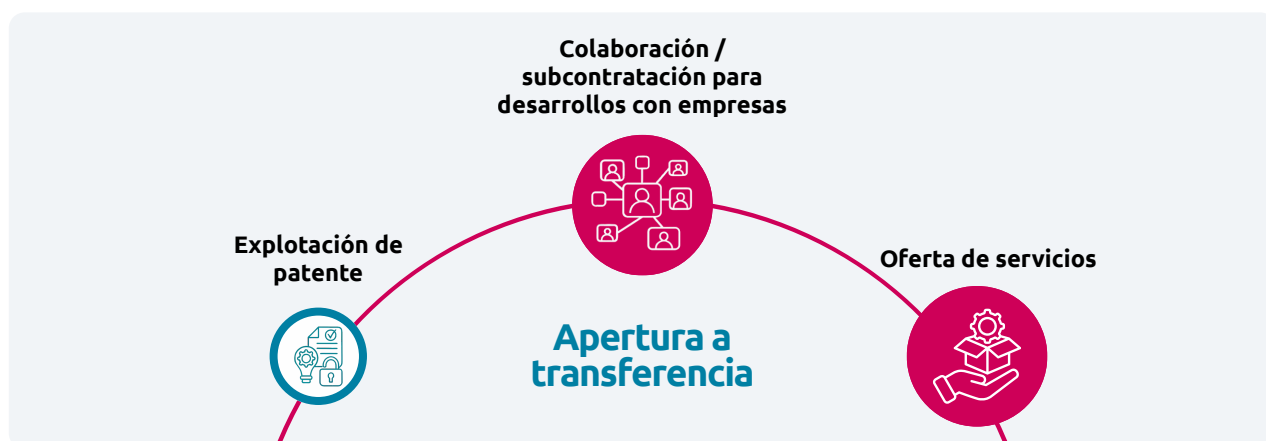 Colaboración /
subcontratación para
desarrollos con empresas
Explotación de
patente
Oferta de servicios
Apertura a
transferencia